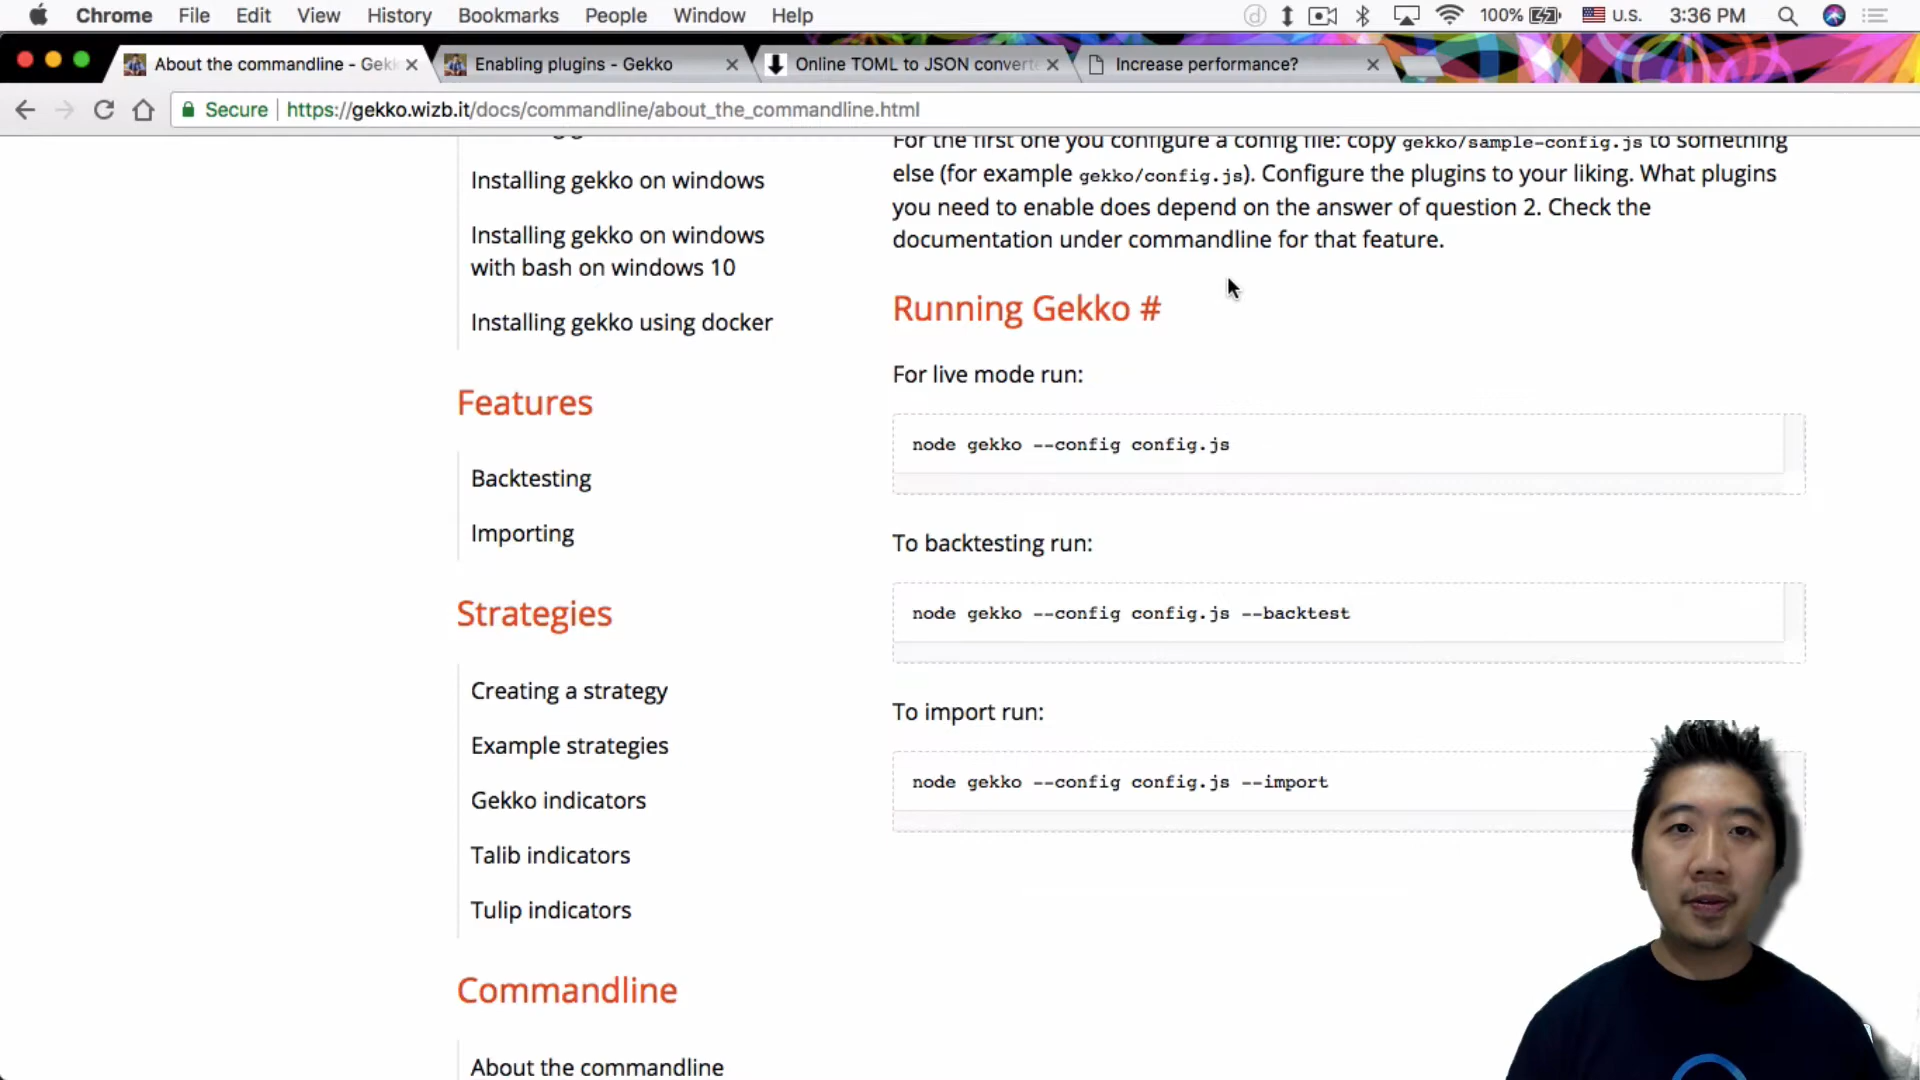 Chrome File Edit View History Bookmarks People Window Help 100% U.S. 3:36 PM
About the commandline - Gek
Enabling plugins - Gekko
Online TOML to JSON convert
Increase performance?
Secure https://gekko.wizb.it/docs/commandline/about_the_commandline.html
Installing gekko on windows
Installing gekko on windows
with bash on windows 10
Installing gekko using docker
Features
Backtesting
Importing
Strategies
Creating a strategy
Example strategies
Gekko indicators
Talib indicators
Tulip indicators
Commandline
About the commandline
For the first one you configure a config file: copy gekko/sample-config.js to something
else (for example gekko/config.js). Configure the plugins to your liking. What plugins
you need to enable does depend on the answer of question 2. Check the
documentation under commandline for that feature.
Running Gekko #
For live mode run:
node gekko --config config.js
To backtesting run:
node gekko --config config.js --backtest
To import run:
node gekko --config config.js --import